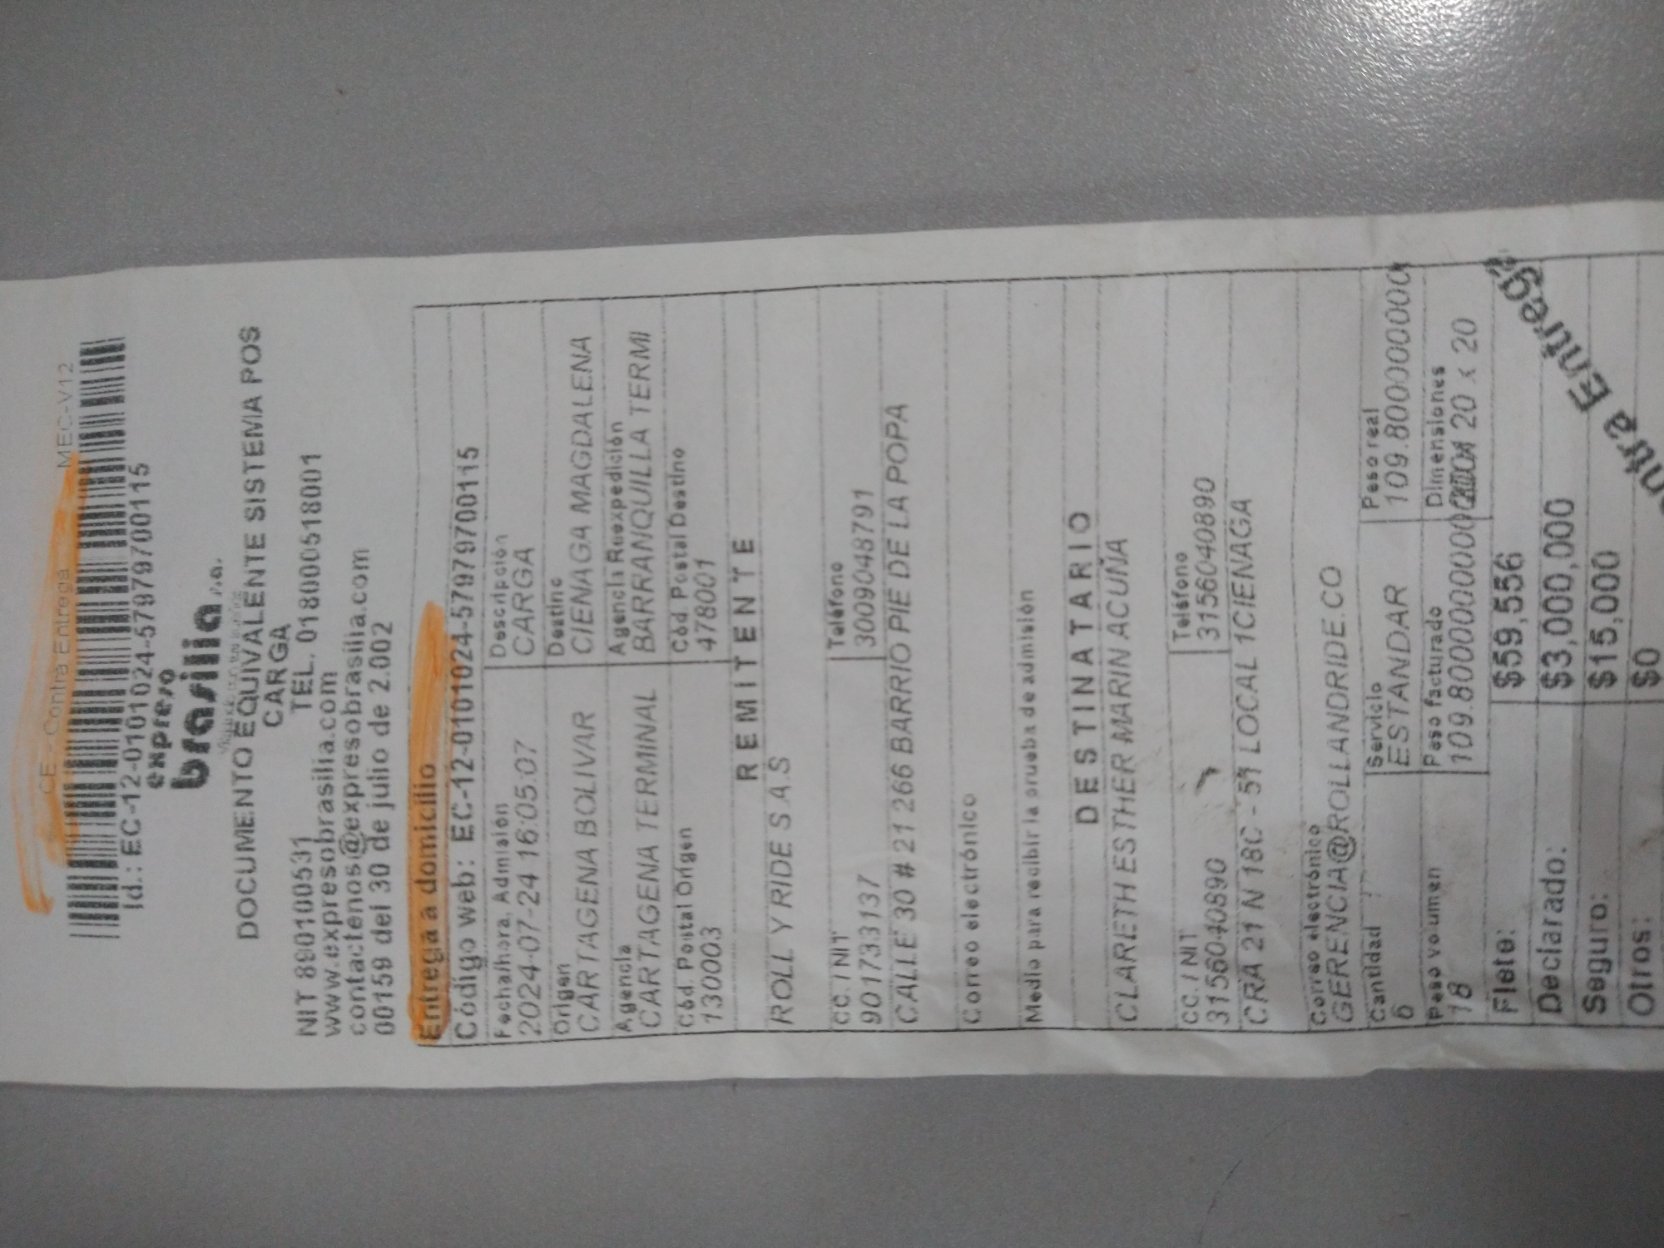 CE - Contra Entrega MEC-V12
Id.: EC-12-0101024-5797970​0115
expreso
brasilia s.a.
DOCUMENTO EQUIVALENTE SISTEMA POS
CARGA
NIT 890100531 TEL. 018000518001
www.expresobrasilia.com
contactenos@expresobrasilia.com
00159 del 30 de julio de 2.002
Entrega a domicilio
Código web: EC-12-0101024-57979700115
Fecha/hora, Admisión Descripción
2024-07-24 16:05:07 CARGA
Origen Destino
CARTAGENA BOLIVAR CIENAGA MAGDALENA
Agencia Agencia Reexpedición
CARTAGENA TERMINAL BARRANQUILLA TERMI
Cód. Postal Origen Cód Postal Destino
130003 478001
REMITENTE
ROLL Y RIDE S A S
CC. / NIT Teléfono
901733137 3009048791
CALLE 30 # 21 266 BARRIO PIE DE LA POPA
Correo electrónico
Medio para recibir la prueba de admisión
DESTINATARIO
CLARETH ESTHER MARIN ACUÑA
CC. / NIT Teléfono
3156040890 3156040890
CRA 21 N 18C - 59 LOCAL 1CIENAGA
Correo electrónico
GERENCIA@ROLLANDRIDE.CO
Cantidad Servicio Peso real
6 ESTANDAR 109.8000000000
Peso volumen Peso facturado Dimensiones
18 109.8000000000 20 x 20
Flete: $59,556
Declarado: $3,000,000
Seguro: $15,000
Otros: $0
Contra Entrega